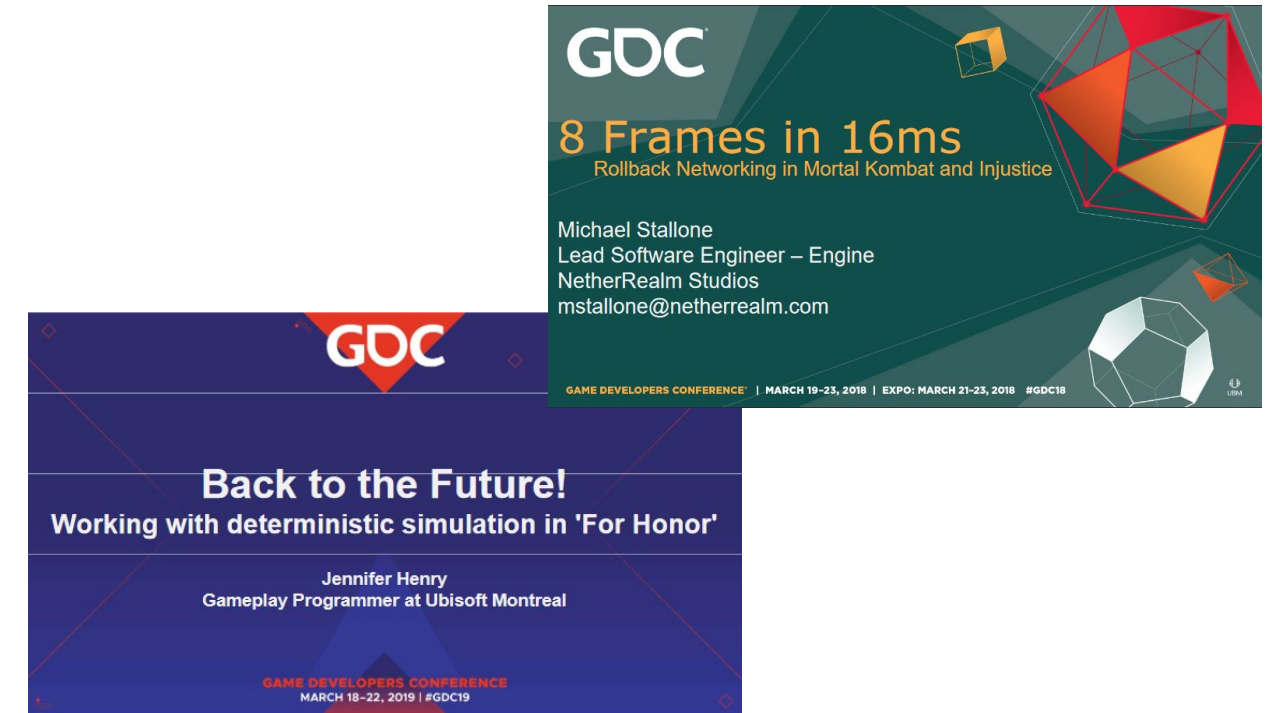 GDC
8 Frames in 16ms
Rollback Networking in Mortal Kombat and Injustice
Michael Stallone
Lead Software Engineer – Engine
NetherRealm Studios
mstallone@netherrealm.com
GAME DEVELOPERS CONFERENCE® | MARCH 19–23, 2018 | EXPO: MARCH 21–23, 2018 #GDC18
UBM
GDC
Back to the Future!
Working with deterministic simulation in 'For Honor'
Jennifer Henry
Gameplay Programmer at Ubisoft Montreal
GAME DEVELOPERS CONFERENCE
MARCH 18–22, 2019 | #GDC19